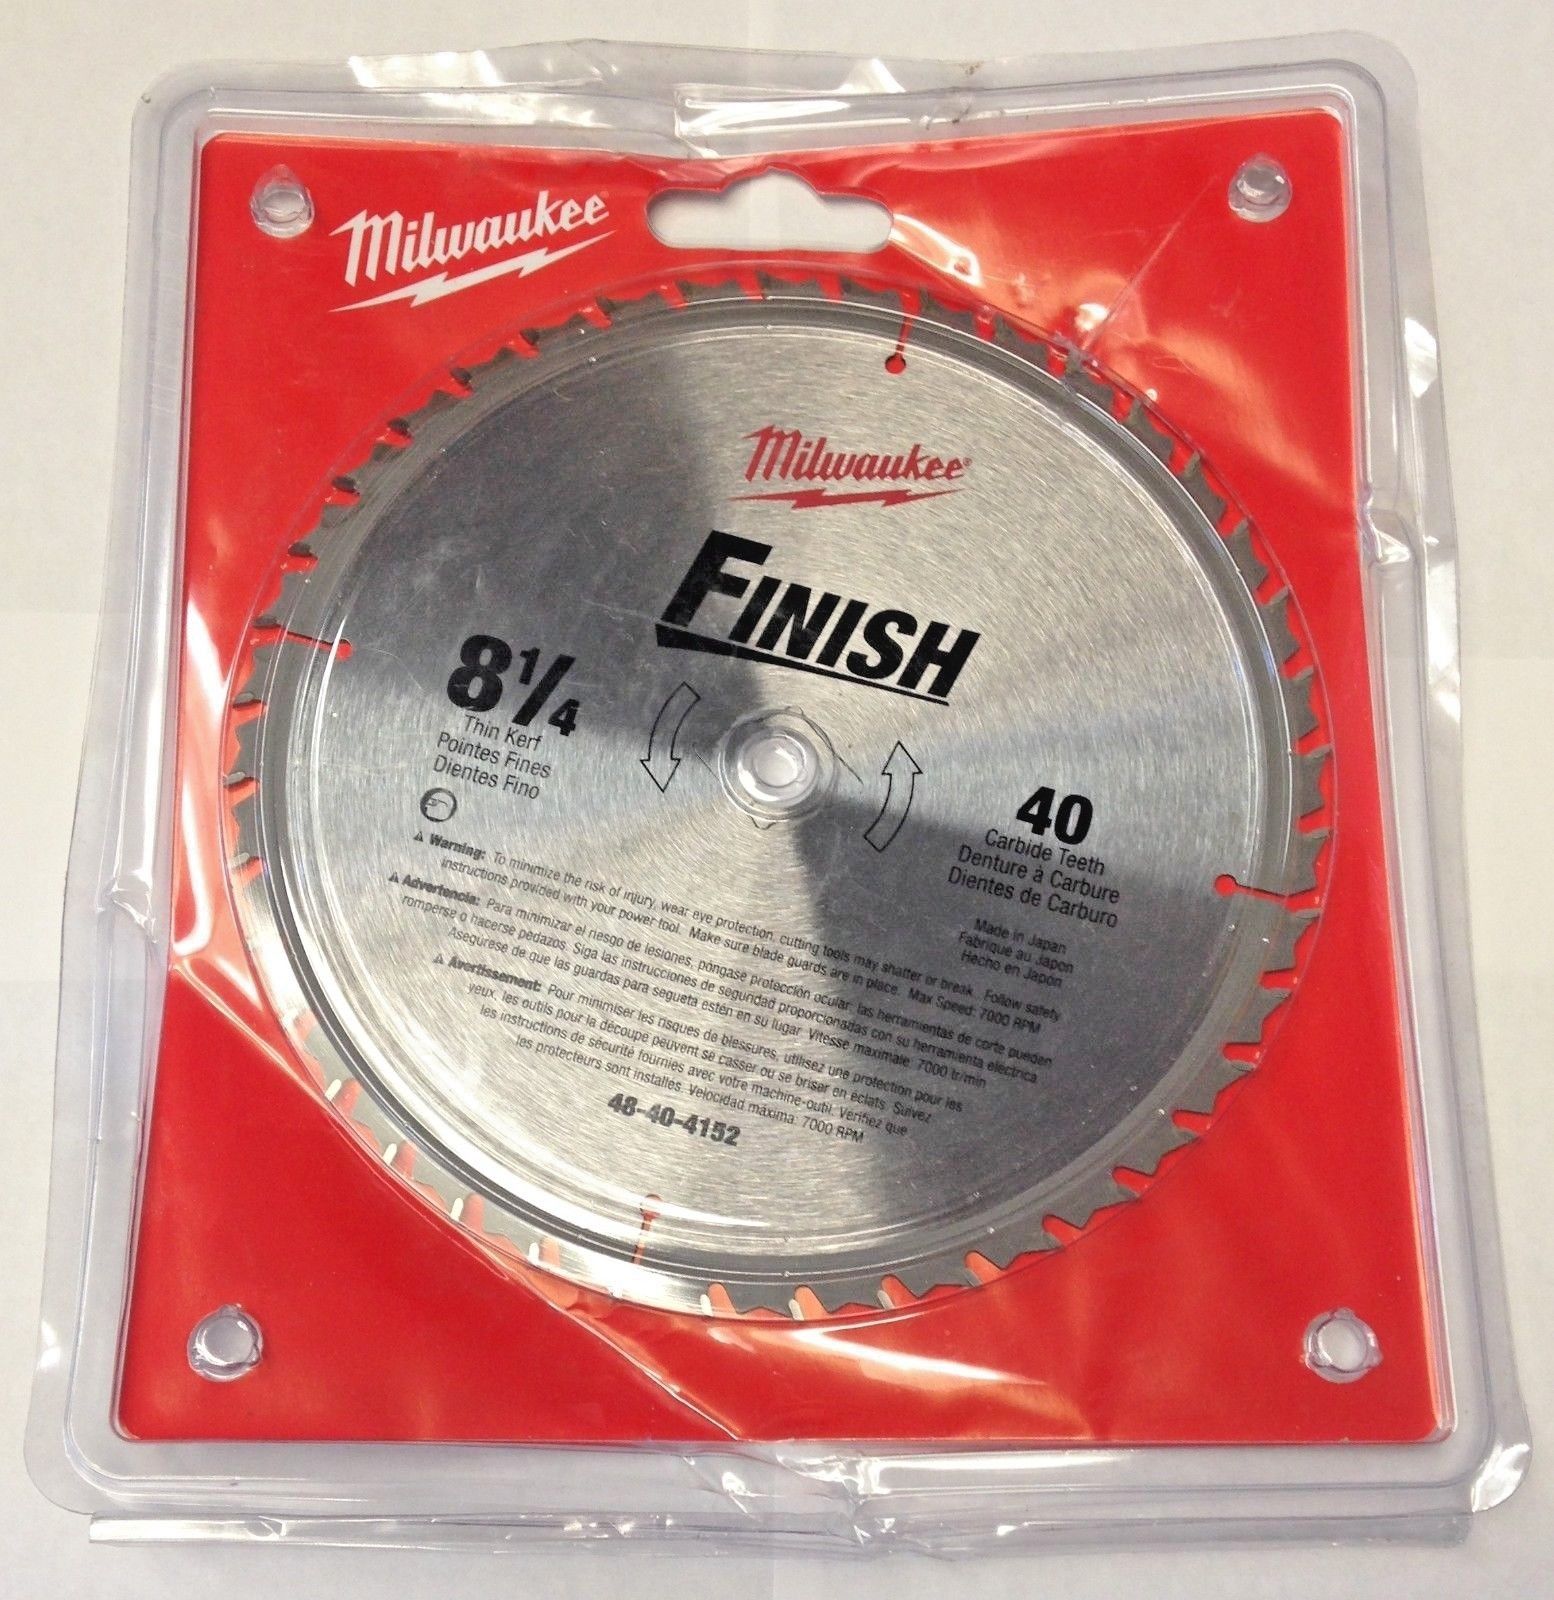 Milwaukee
Milwaukee
FINISH
8 1/4
Thin Kerf
Pointes Fines
Dientes Fino
40
Carbide Teeth
Denture à Carbure
Dientes de Carburo
Made in Japan
Fabriqué au Japon
Hecho en Japón
Warning: To minimize the risk of injury, wear eye protection, cutting tools may shatter or break. Follow safety
instructions provided with your power tool. Make sure blade guards are in place. Max Speed: 7000 RPM
Advertencia: Para minimizar el riesgo de lesiones, póngase protección ocular, las herramientas de corte pueden
romperse o hacerse pedazos. Siga las instrucciones de seguridad proporcionadas con su herramienta eléctrica
Asegúrese de que las guardas para segueta estén en su lugar. Vitesse maximale: 7000 tr/min
Avertissement: Pour minimiser les risques de blessures, utilisez une protection pour les
yeux, les outils pour la découpe peuvent se casser ou se briser en éclats. Suivez
les instructions de sécurité fournies avec votre machine-outil. Vérifiez que
les protecteurs sont installés. Velocidad máxima: 7000 RPM
48-40-4152